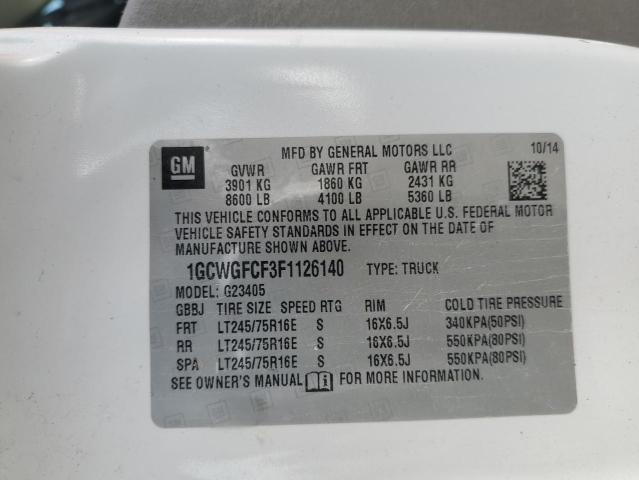 MFD BY GENERAL MOTORS LLC 10/14
GM
GVWR GAWR FRT GAWR RR
3901 KG 1860 KG 2431 KG
8600 LB 4100 LB 5360 LB
THIS VEHICLE CONFORMS TO ALL APPLICABLE U.S. FEDERAL MOTOR
VEHICLE SAFETY STANDARDS IN EFFECT ON THE DATE OF
MANUFACTURE SHOWN ABOVE.
1GCWGFCF3F1126140 TYPE: TRUCK
MODEL: G23405
GBBJ TIRE SIZE SPEED RTG RIM COLD TIRE PRESSURE
FRT LT245/75R16E S 16X6.5J 340KPA(50PSI)
RR LT245/75R16E S 16X6.5J 550KPA(80PSI)
SPA LT245/75R16E S 16X6.5J 550KPA(80PSI)
SEE OWNER'S MANUAL FOR MORE INFORMATION.